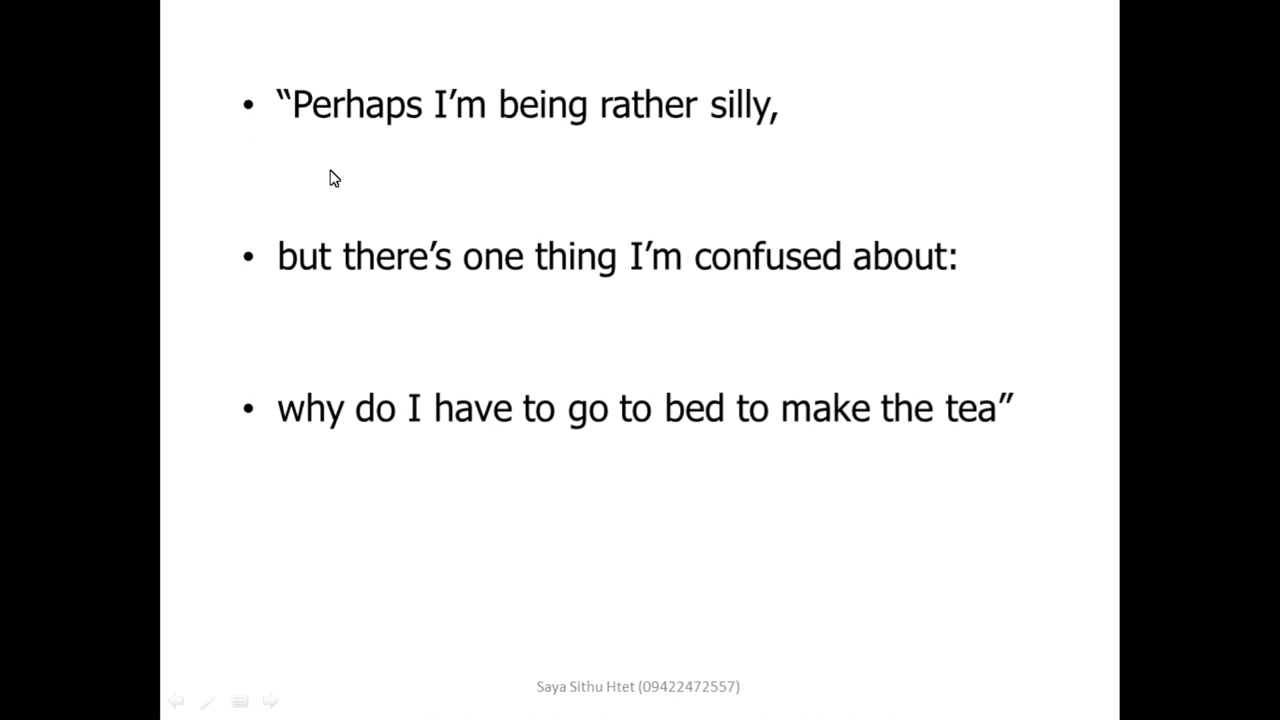 • “Perhaps I’m being rather silly,
• but there’s one thing I’m confused about:
• why do I have to go to bed to make the tea”
Saya Sithu Htet (09422472557)